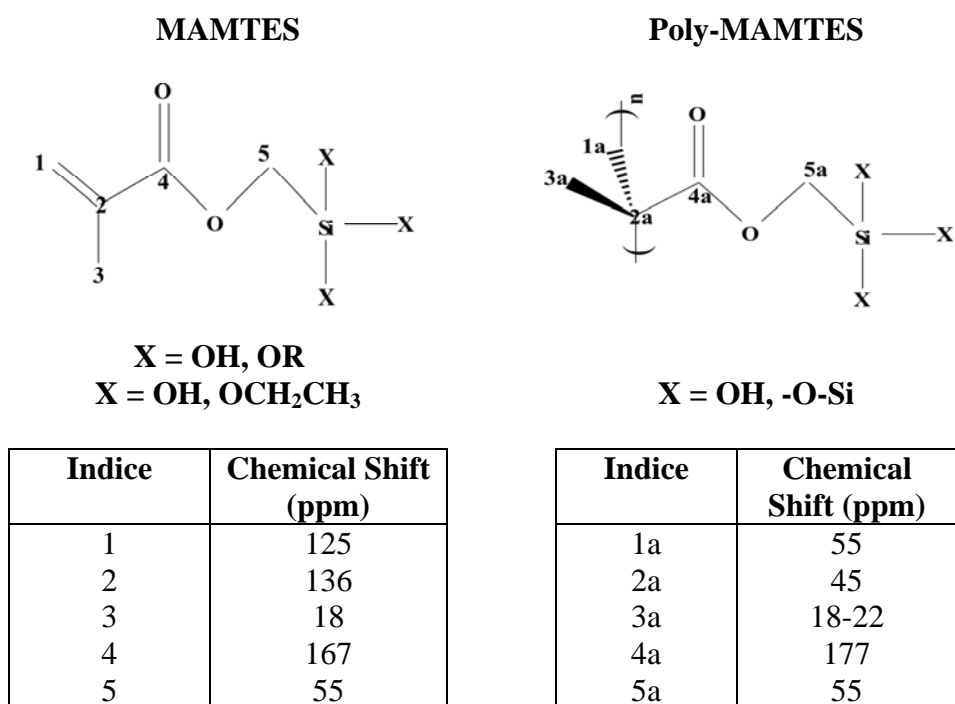 MAMTES
Poly-MAMTES
O
1
2
3
4
5
O
X
Si
X
X
n
1a
3a
2a
O
4a
5a
O
X
Si
X
X
X = OH, OR
X = OH, OCH₂CH₃
X = OH, -O-Si
Indice Chemical Shift (ppm)
1 125
2 136
3 18
4 167
5 55
Indice Chemical Shift (ppm)
1a 55
2a 45
3a 18-22
4a 177
5a 55